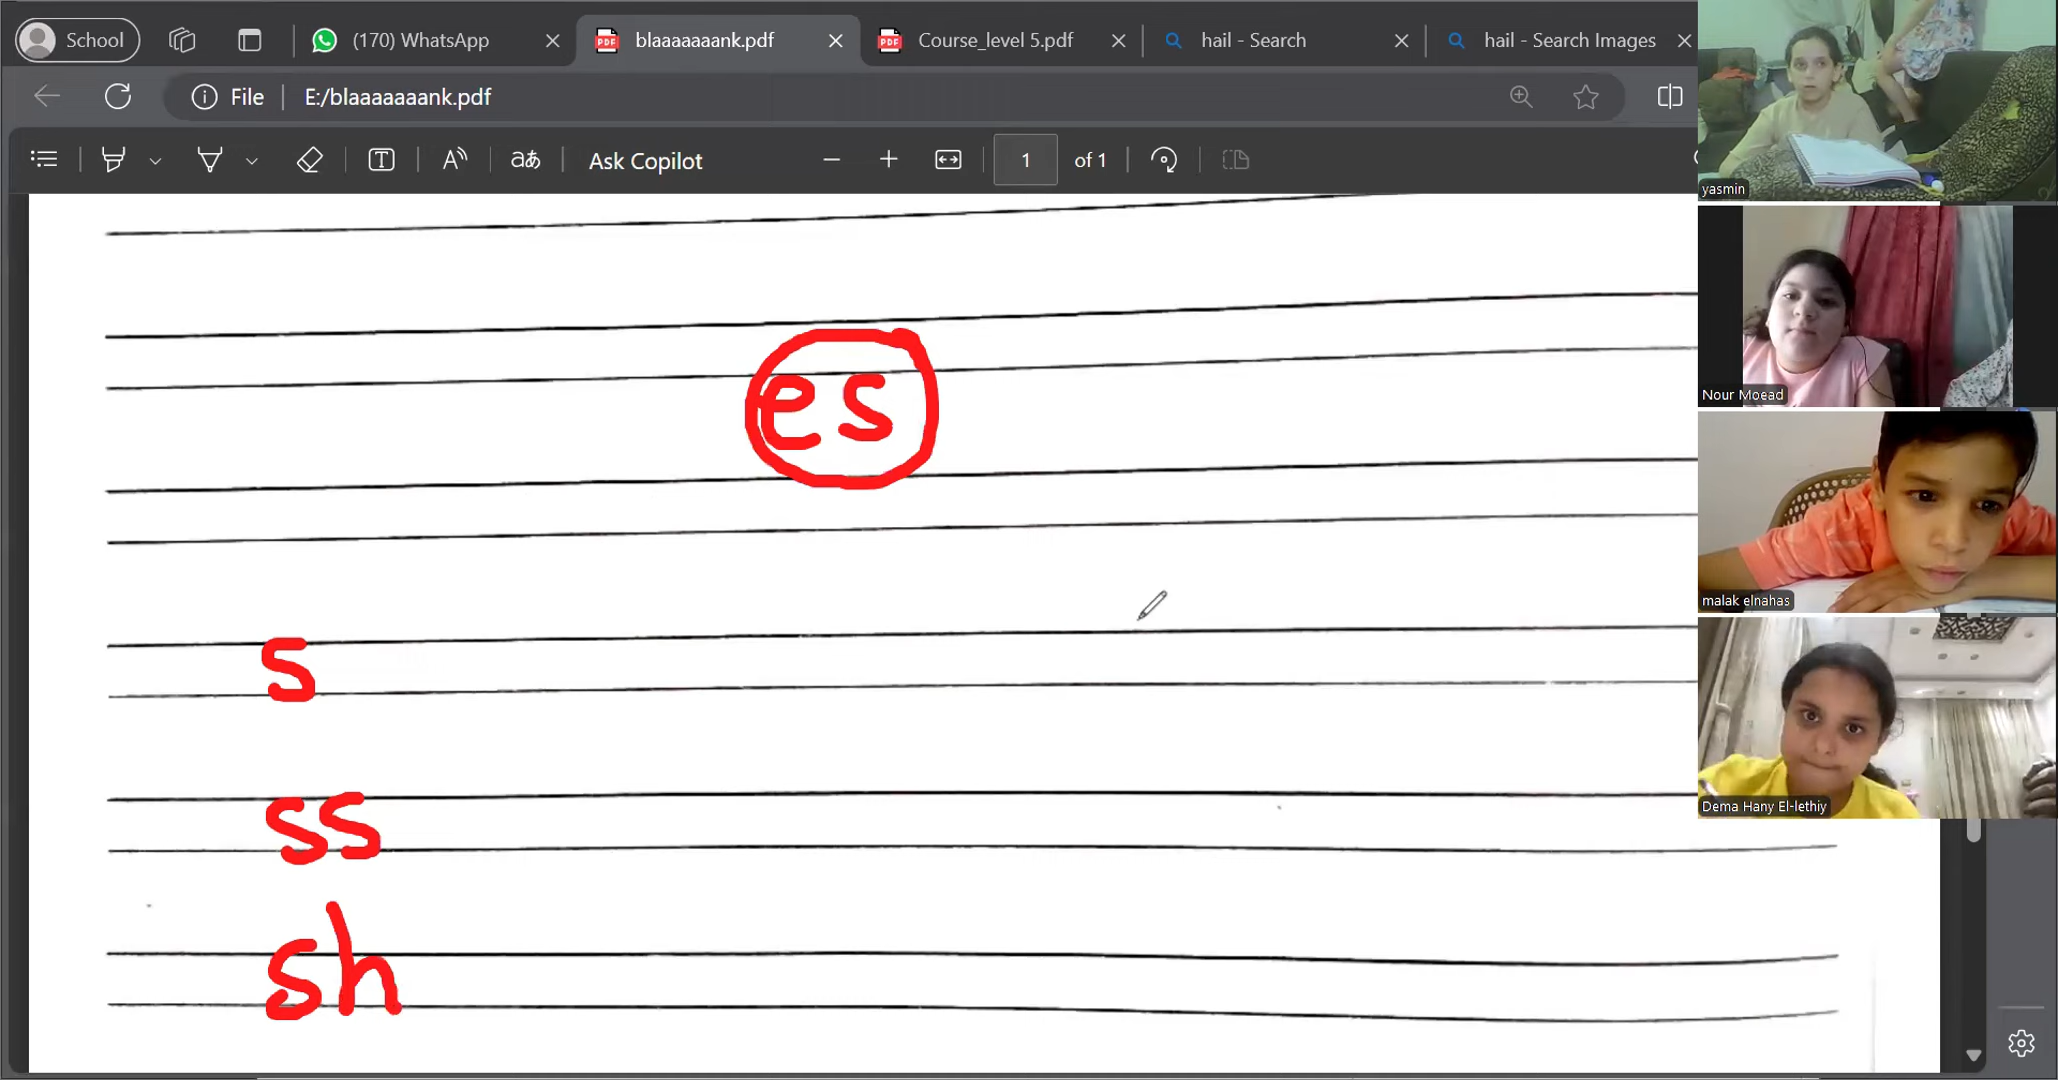 School (170) WhatsApp blaaaaaaank.pdf Course_level 5.pdf hail - Search hail - Search Images
File E:/blaaaaaaank.pdf
Ask Copilot 1 of 1
yasmin
Nour Moead
es
malak elnahas
s
Dema Hany El-lethiy
ss
sh